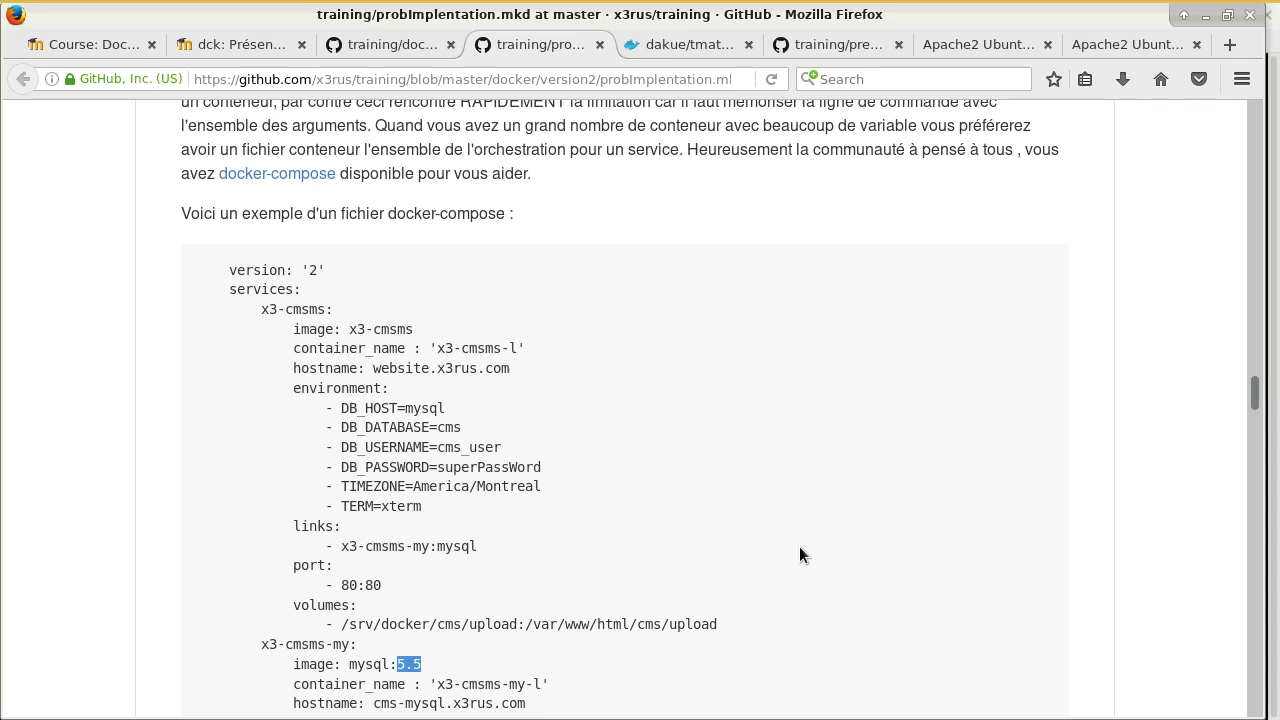 training/probImplentation.mkd at master · x3rus/training · GitHub - Mozilla Firefox
Course: Doc...
dck: Présen...
training/doc...
training/pro...
dakue/tmat...
training/pre...
Apache2 Ubunt...
Apache2 Ubunt...
GitHub, Inc. (US)
https://github.com/x3rus/training/blob/master/docker/version2/probImplentation.ml
Search
un conteneur, par contre ceci rencontre RAPIDEMENT la limitation car il faut mémoriser la ligne de commande avec
l'ensemble des arguments. Quand vous avez un grand nombre de conteneur avec beaucoup de variable vous préférerez
avoir un fichier conteneur l'ensemble de l'orchestration pour un service. Heureusement la communauté à pensé à tous , vous
avez docker-compose disponible pour vous aider.
Voici un exemple d'un fichier docker-compose :
version: '2'
services:
x3-cmsms:
image: x3-cmsms
container_name : 'x3-cmsms-l'
hostname: website.x3rus.com
environment:
- DB_HOST=mysql
- DB_DATABASE=cms
- DB_USERNAME=cms_user
- DB_PASSWORD=superPassWord
- TIMEZONE=America/Montreal
- TERM=xterm
links:
- x3-cmsms-my:mysql
port:
- 80:80
volumes:
- /srv/docker/cms/upload:/var/www/html/cms/upload
x3-cmsms-my:
image: mysql:5.5
container_name : 'x3-cmsms-my-l'
hostname: cms-mysql.x3rus.com